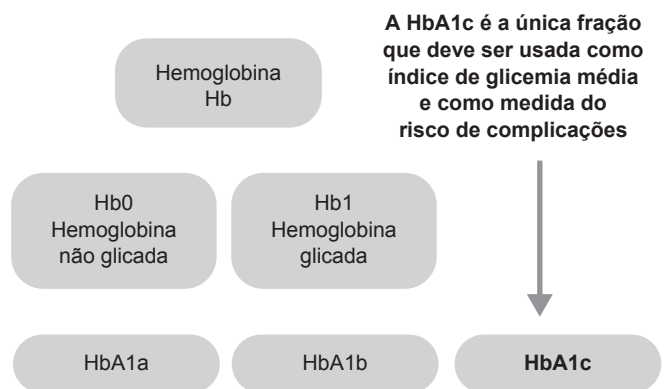 A HbA1c é a única fração
que deve ser usada como
índice de glicemia média
e como medida do
risco de complicações
Hemoglobina
Hb
Hb0
Hemoglobina
não glicada
Hb1
Hemoglobina
glicada
HbA1a
HbA1b
HbA1c